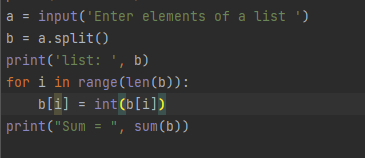 a = input('Enter elements of a list ')
b = a.split()
print('list: ', b)
for i in range(len(b)):
    b[i] = int(b[i])
print("Sum = ", sum(b))